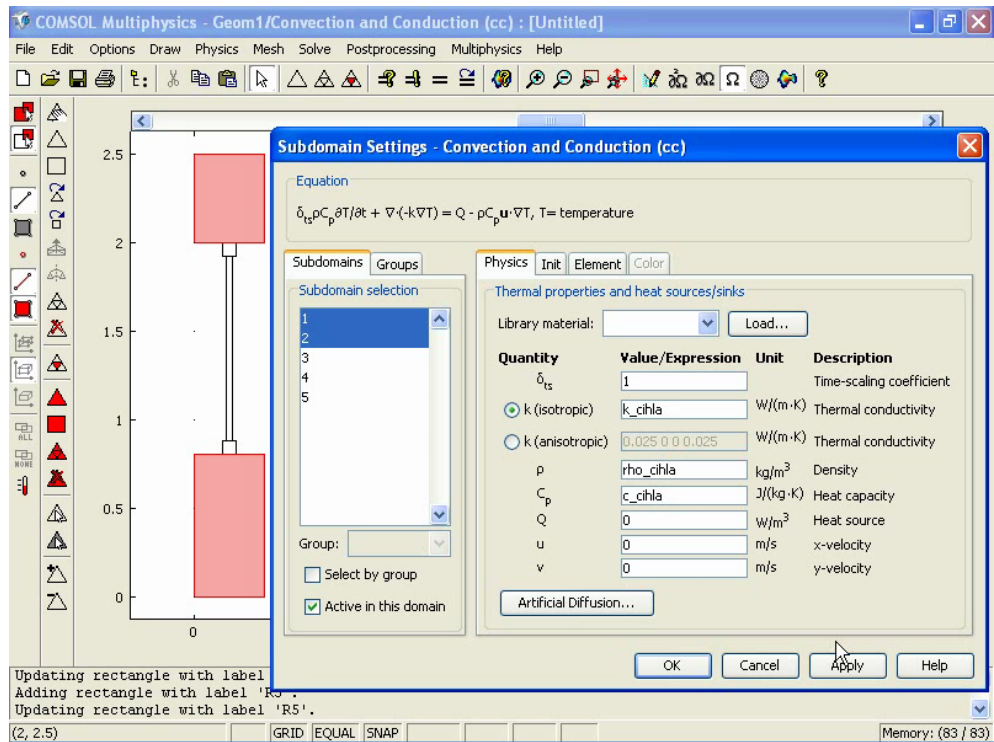 COMSOL Multiphysics - Geom1/Convection and Conduction (cc) : [Untitled]
File Edit Options Draw Physics Mesh Solve Postprocessing Multiphysics Help
2.5
2
1.5
1
0.5
0
0
Subdomain Settings - Convection and Conduction (cc)
Equation
δtsρCp∂T/∂t + ∇·(-k∇T) = Q - ρCpu·∇T, T= temperature
Subdomains Groups
Subdomain selection
1
2
3
4
5
Group:
Select by group
Active in this domain
Physics Init Element Color
Thermal properties and heat sources/sinks
Library material: Load...
Quantity Value/Expression Unit Description
δts 1 Time-scaling coefficient
k (isotropic) k_cihla W/(m·K) Thermal conductivity
k (anisotropic) 0.025 0 0 0.025 W/(m·K) Thermal conductivity
ρ rho_cihla kg/m³ Density
Cp c_cihla J/(kg·K) Heat capacity
Q 0 W/m³ Heat source
u 0 m/s x-velocity
v 0 m/s y-velocity
Artificial Diffusion...
OK Cancel Apply Help
Updating rectangle with label
Adding rectangle with label 'R5'.
Updating rectangle with label 'R5'.
(2, 2.5) GRID EQUAL SNAP Memory: (83 / 83)